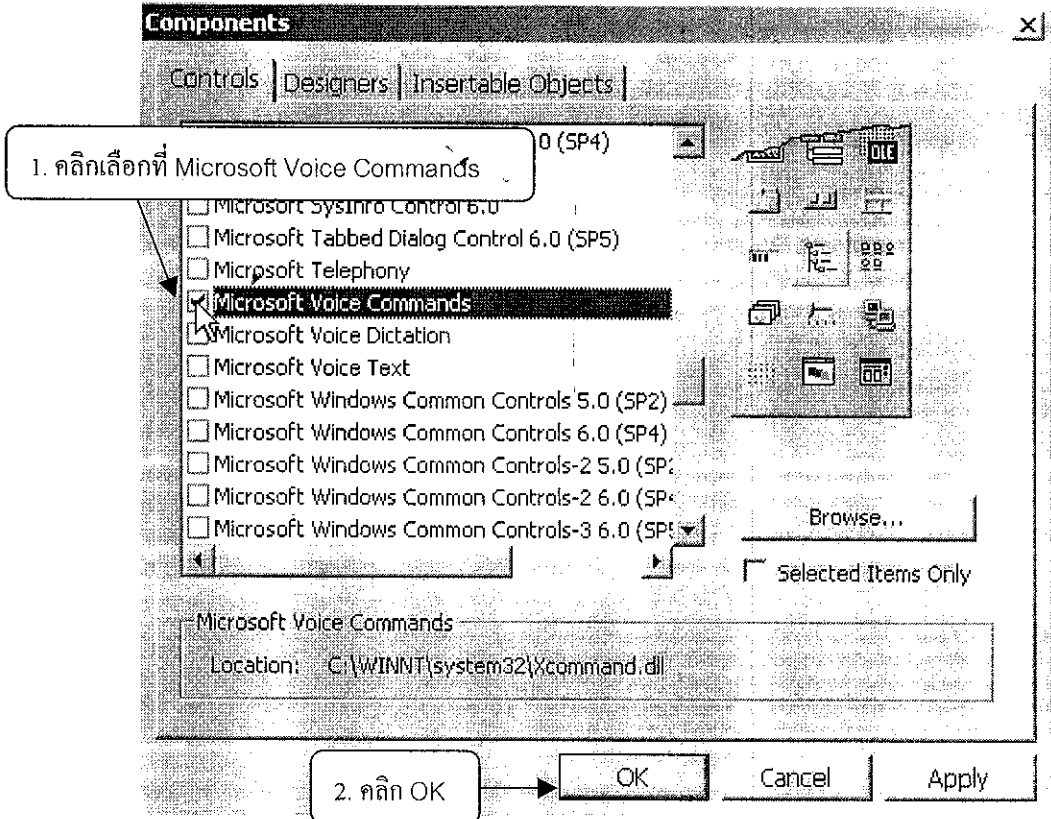 Components
Controls
Designers
Insertable Objects
0 (SP4)
1. คลิกเลือกที่ Microsoft Voice Commands
Microsoft SysInfo Control 6.0
Microsoft Tabbed Dialog Control 6.0 (SP5)
Microsoft Telephony
Microsoft Voice Commands
Microsoft Voice Dictation
Microsoft Voice Text
Microsoft Windows Common Controls 5.0 (SP2)
Microsoft Windows Common Controls 6.0 (SP4)
Microsoft Windows Common Controls-2 5.0 (SP2
Microsoft Windows Common Controls-2 6.0 (SP
Microsoft Windows Common Controls-3 6.0 (SP5
OLE
Browse...
Selected Items Only
Microsoft Voice Commands
Location: C:\WINNT\system32\Xcommand.dll
2. คลิก OK
OK
Cancel
Apply